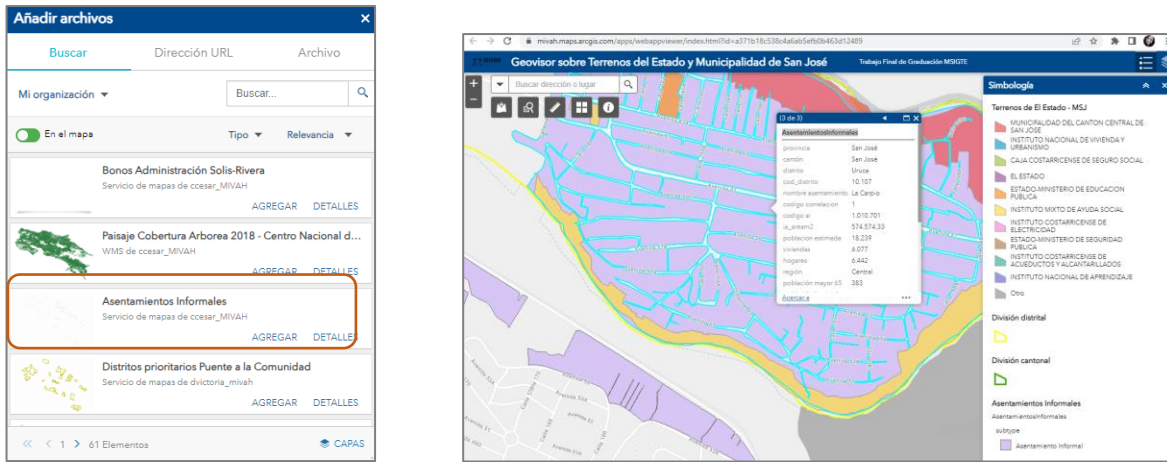 Añadir archivos
Buscar
Dirección URL
Archivo
Mi organización
Buscar...
En el mapa
Tipo
Relevancia
Bonos Administración Solis-Rivera
Servicio de mapas de ccesar_MIVAH
AGREGAR DETALLES
Paisaje Cobertura Arborea 2018 - Centro Nacional d...
WMS de ccesar_MIVAH
AGREGAR DETALLES
Asentamientos Informales
Servicio de mapas de ccesar_MIVAH
AGREGAR DETALLES
Distritos prioritarios Puente a la Comunidad
Servicio de mapas de dvictoria_mivah
AGREGAR DETALLES
1
61 Elementos
CAPAS
mivah.maps.arcgis.com/apps/webappviewer/index.html?id=a371b18c538c4a6ab5efb0b463d12489
Geovisor sobre Terrenos del Estado y Municipalidad de San José
Trabajo Final de Graduación MSIGTE
Buscar dirección o lugar
(3 de 3)
AsentamientosInformales
provincia San José
cantón San José
distrito Uruca
cod_distrito 10.107
nombre asentamiento La Carpio
codigo correlacion 1
codigo ai 1.010.701
ia_aream2 574.574,33
poblacion estimada 18.239
viviendas 6.077
hogares 6.442
región Central
población mayor 65 383
Acercar a
Simbología
Terrenos de El Estado - MSJ
MUNICIPALIDAD DEL CANTON CENTRAL DE
SAN JOSE
INSTITUTO NACIONAL DE VIVIENDA Y
URBANISMO
CAJA COSTARRICENSE DE SEGURO SOCIAL
EL ESTADO
ESTADO-MINISTERIO DE EDUCACION
PUBLICA
INSTITUTO MIXTO DE AYUDA SOCIAL
INSTITUTO COSTARRICENSE DE
ELECTRICIDAD
ESTADO-MINISTERIO DE SEGURIDAD
PUBLICA
INSTITUTO COSTARRICENSE DE
ACUEDUCTOS Y ALCANTARILLADOS
INSTITUTO NACIONAL DE APRENDIZAJE
Otro
División distrital
División cantonal
Asentamientos Informales
AsentamientosInformales
subtype
Asentamiento Informal